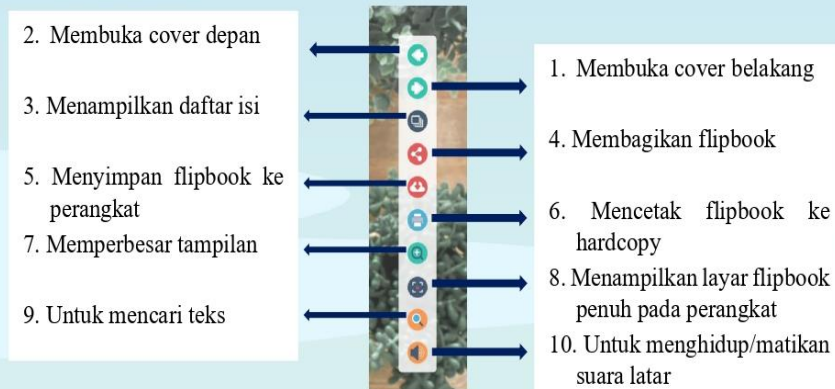 2. Membuka cover depan
3. Menampilkan daftar isi
5. Menyimpan flipbook ke
perangkat
7. Memperbesar tampilan
9. Untuk mencari teks
1. Membuka cover belakang
4. Membagikan flipbook
6. Mencetak flipbook ke
hardcopy
8. Menampilkan layar flipbook
penuh pada perangkat
10. Untuk menghidup/matikan
suara latar